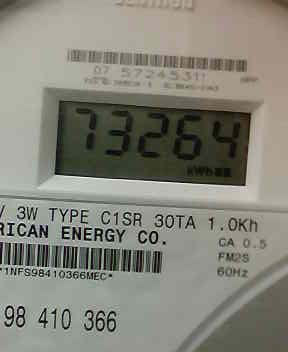 07 57245311
73264
kWh
V 3W TYPE C1SR 30TA 1.0Kh
RICAN ENERGY CO.
CA 0.5
FM2S
60Hz
*1NFS98410366MEC*
98 410 366